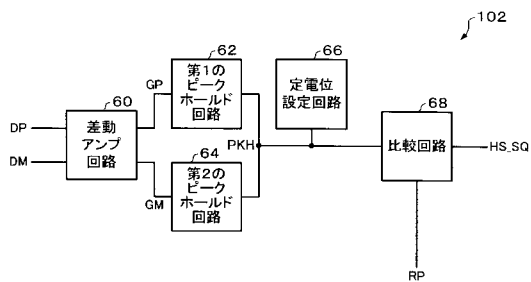 102
62
第1の
ピーク
ホールド
回路
66
定電位
設定回路
60
GP
DP
DM
差動
アンプ
回路
PKH
68
比較回路
HS_SQ
64
GM
第2の
ピーク
ホールド
回路
RP